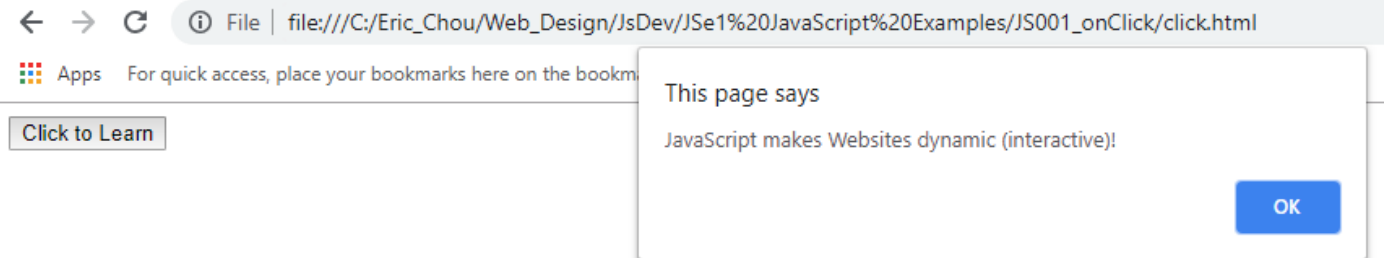 File file:///C:/Eric_Chou/Web_Design/JsDev/JSe1%20JavaScript%20Examples/JS001_onClick/click.html
Apps For quick access, place your bookmarks here on the
This page says
Click to Learn
JavaScript makes Websites dynamic (interactive)!
OK